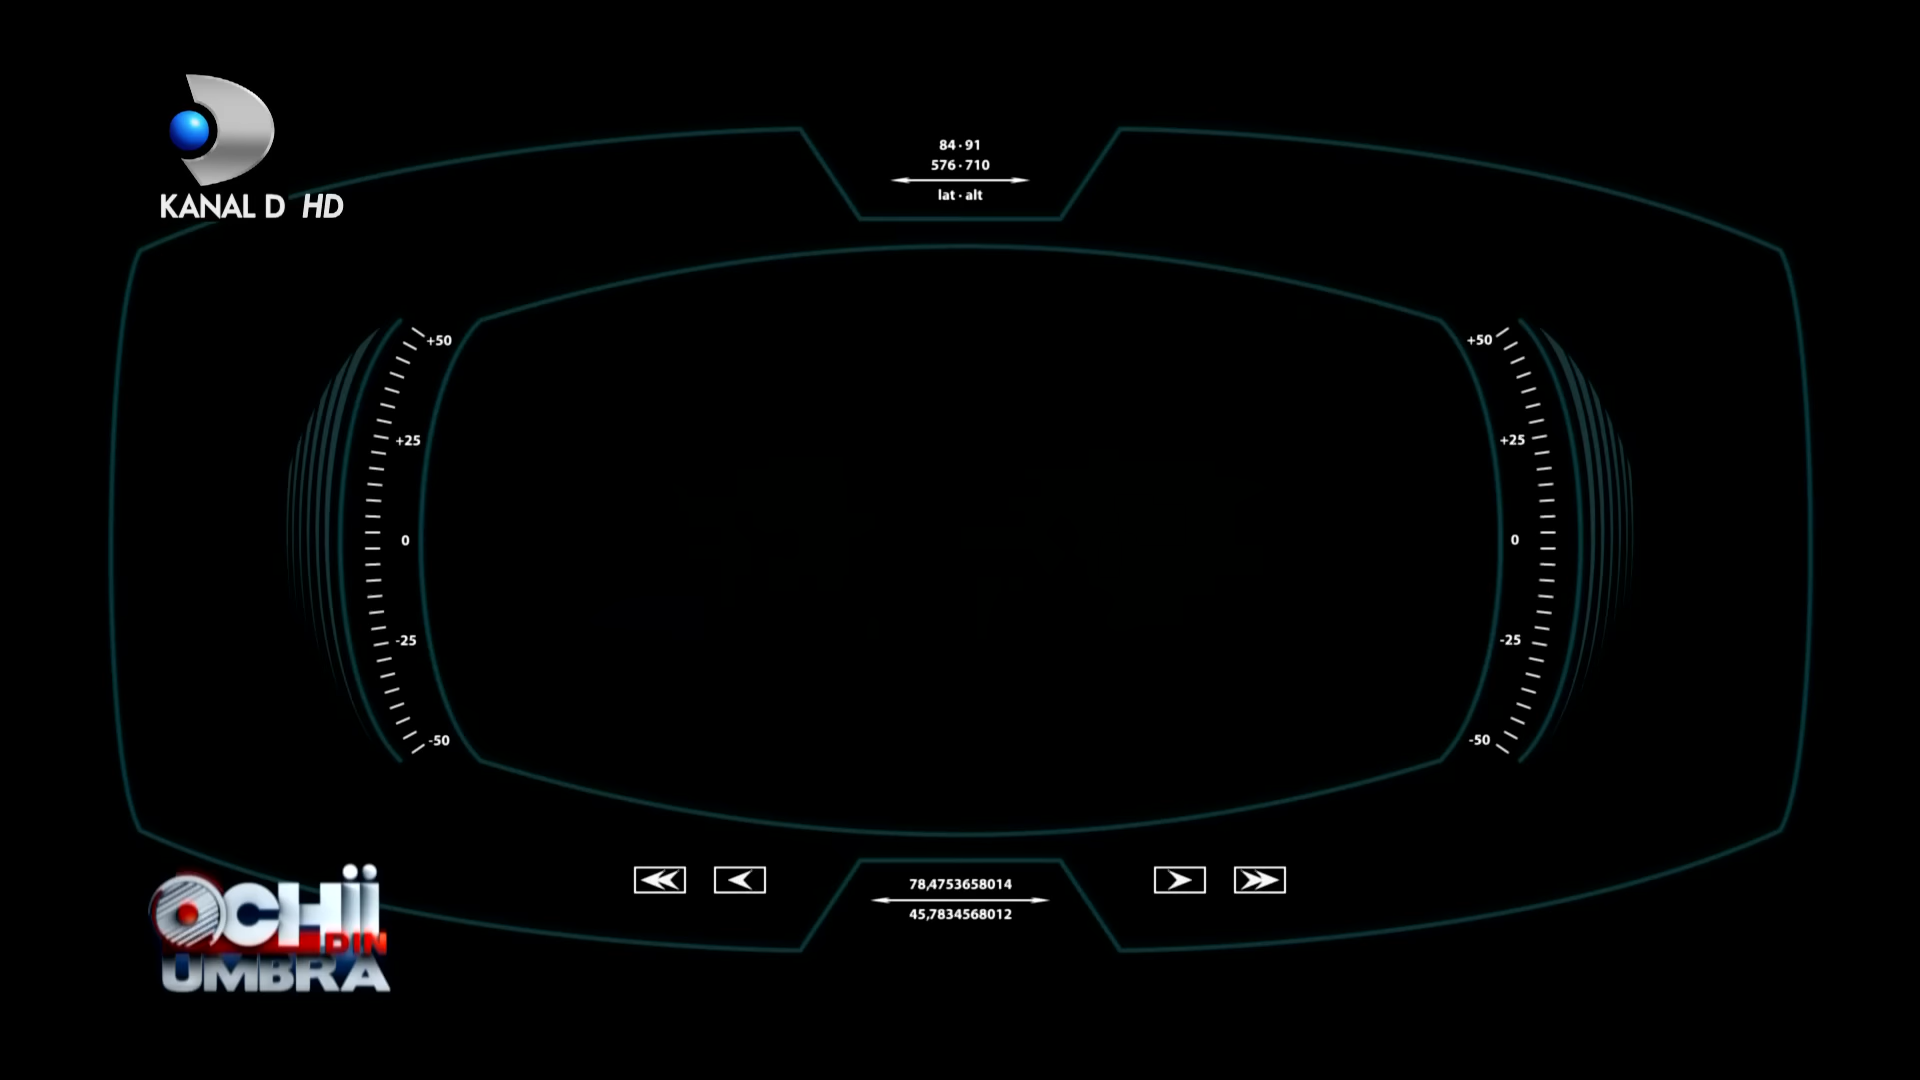 KANAL D HD
84·91
576·710
lat·alt
+50
+25
0
-25
-50
+50
+25
0
-25
-50
78,4753658014
45,7834568012
OCHII
DIN
UMBRA